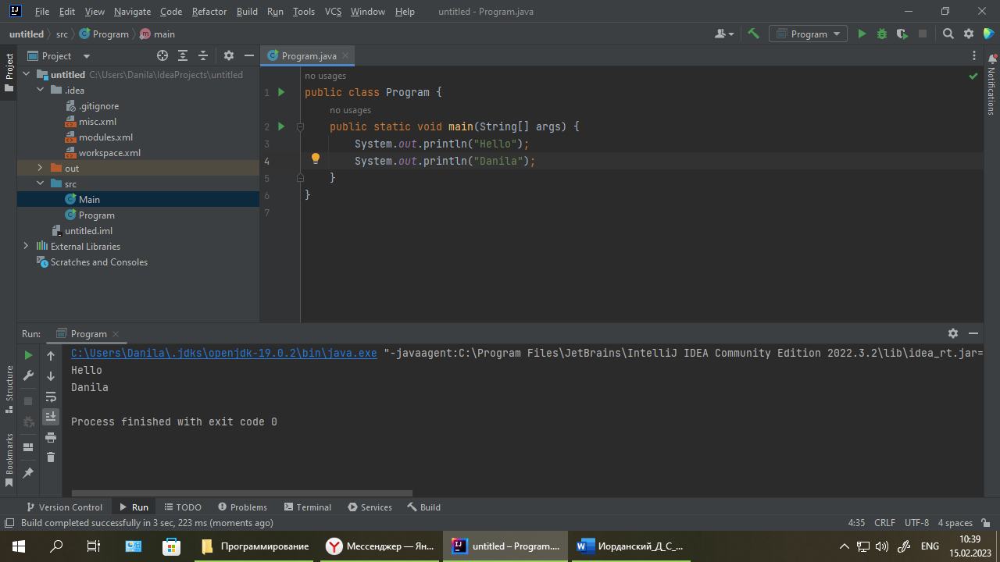 File Edit View Navigate Code Refactor Build Run Tools VCS Window Help untitled - Program.java
untitled src Program main Program
Project Program.java
untitled C:\Users\Danila\IdeaProjects\untitled
.idea
.gitignore
misc.xml
modules.xml
workspace.xml
out
src
Main
Program
untitled.iml
External Libraries
Scratches and Consoles
no usages
1 public class Program {
no usages
2 public static void main(String[] args) {
3 System.out.println("Hello");
4 System.out.println("Danila");
5 }
6 }
7
Project
Notifications
Structure
Bookmarks
Run: Program
C:\Users\Danila\.jdks\openjdk-19.0.2\bin\java.exe "-javaagent:C:\Program Files\JetBrains\IntelliJ IDEA Community Edition 2022.3.2\lib\idea_rt.jar=
Hello
Danila
Process finished with exit code 0
Version Control Run TODO Problems Terminal Services Build
Build completed successfully in 3 sec, 223 ms (moments ago) 4:35 CRLF UTF-8 4 spaces
Программирование Мессенджер — Ян... untitled – Program.... Иорданский_Д_С_... ENG 10:39
15.02.2023